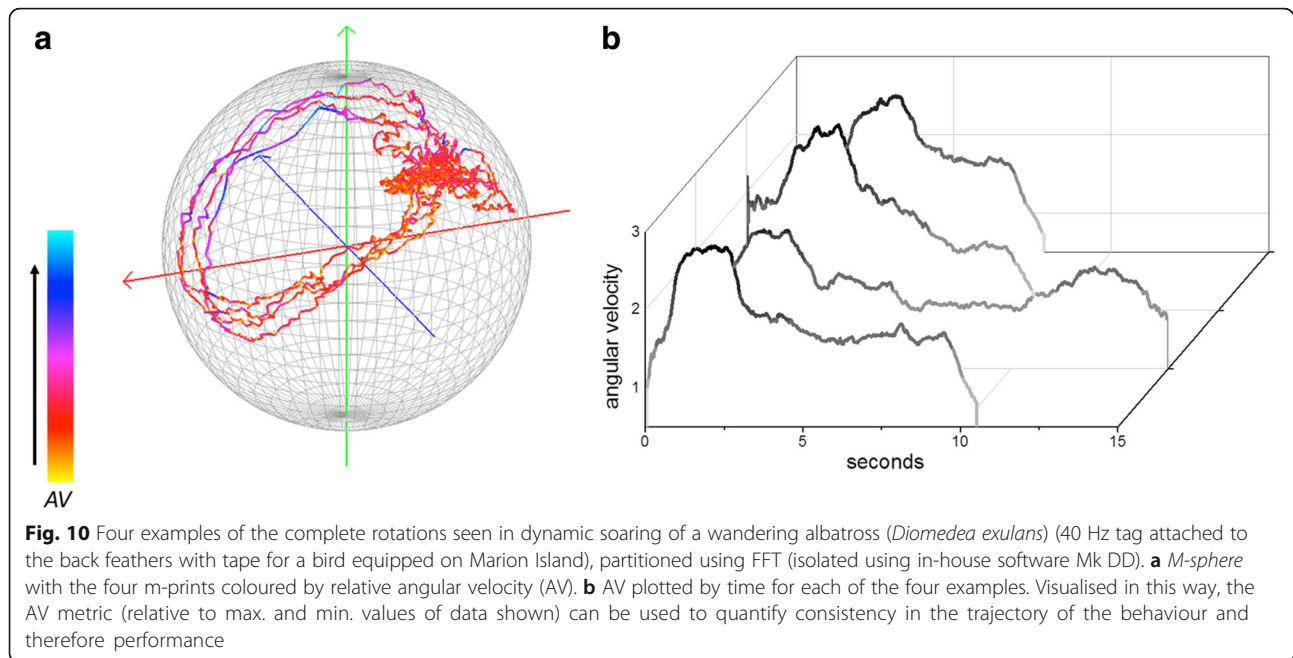 a
b
AV
3
2
1
angular velocity
0
5
10
15
seconds
Fig. 10 Four examples of the complete rotations seen in dynamic soaring of a wandering albatross (Diomedea exulans) (40 Hz tag attached to
the back feathers with tape for a bird equipped on Marion Island), partitioned using FFT (isolated using in-house software Mk DD). a M-sphere
with the four m-prints coloured by relative angular velocity (AV). b AV plotted by time for each of the four examples. Visualised in this way, the
AV metric (relative to max. and min. values of data shown) can be used to quantify consistency in the trajectory of the behaviour and
therefore performance